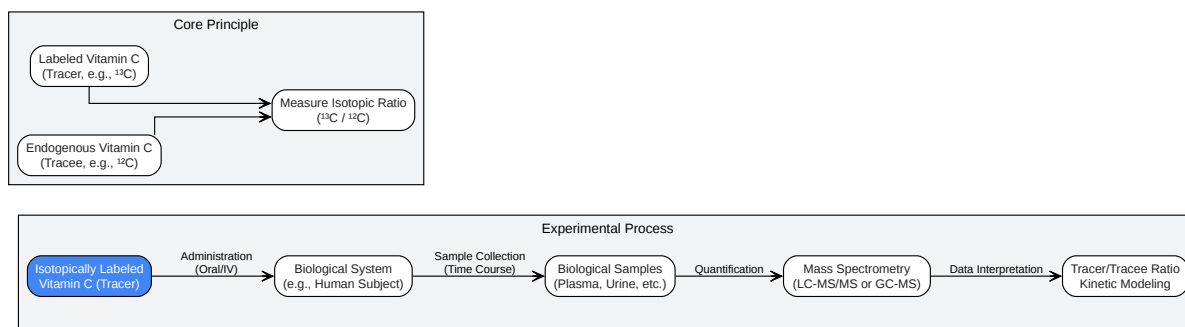 Core Principle
Labeled Vitamin C
(Tracer, e.g., ¹³C)
Measure Isotopic Ratio
(¹³C / ¹²C)
Endogenous Vitamin C
(Tracee, e.g., ¹²C)
Experimental Process
Isotopically Labeled
Vitamin C (Tracer)
Administration
(Oral/IV)
Biological System
(e.g., Human Subject)
Sample Collection
(Time Course)
Biological Samples
(Plasma, Urine, etc.)
Quantification
Mass Spectrometry
(LC-MS/MS or GC-MS)
Data Interpretation
Tracer/Tracee Ratio
Kinetic Modeling